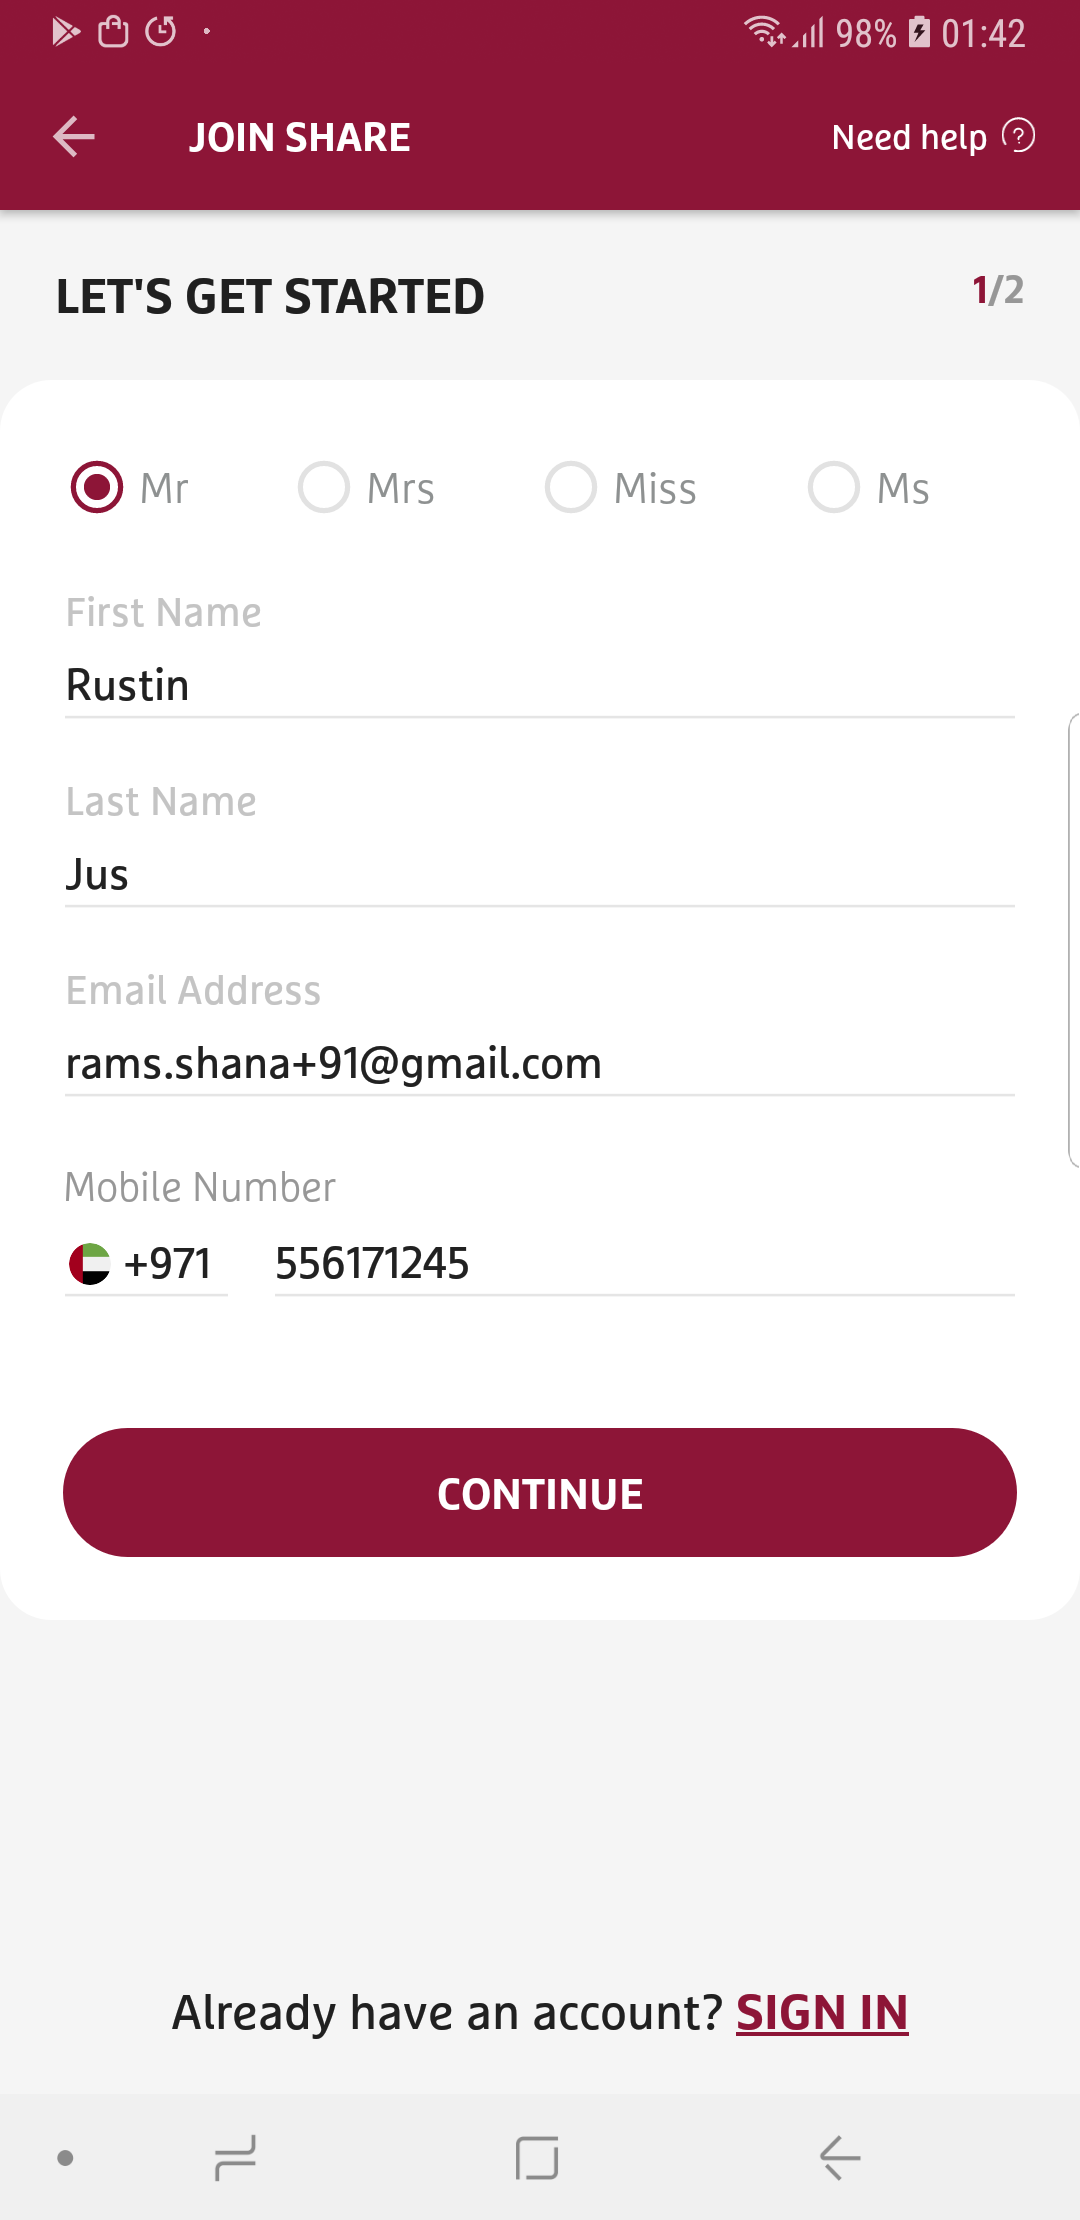 98% 01:42
JOIN SHARE Need help ?
LET'S GET STARTED 1/2
Mr Mrs Miss Ms
First Name
Rustin
Last Name
Jus
Email Address
rams.shana+91@gmail.com
Mobile Number
+971 556171245
CONTINUE
Already have an account? SIGN IN